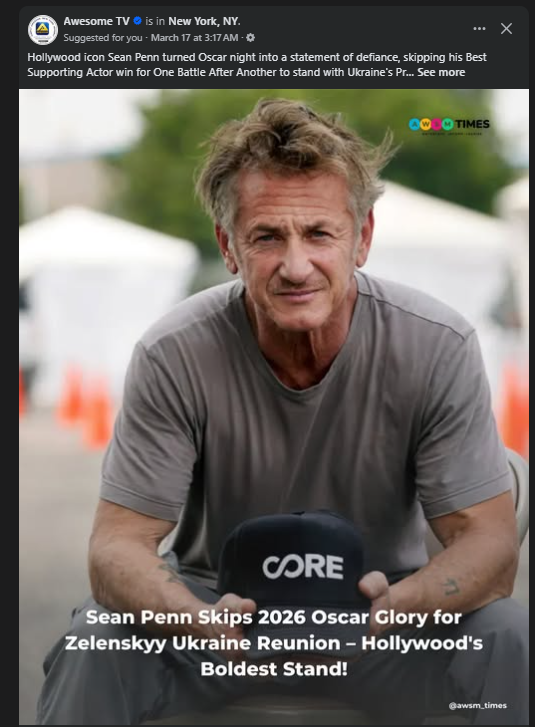 Awesome TV is in New York, NY.
Suggested for you · March 17 at 3:17 AM ·
Hollywood icon Sean Penn turned Oscar night into a statement of defiance, skipping his Best
Supporting Actor win for One Battle After Another to stand with Ukraine's Pr... See more
AWSM TIMES
CORE
Sean Penn Skips 2026 Oscar Glory for
Zelenskyy Ukraine Reunion – Hollywood's
Boldest Stand!
@awsm_times